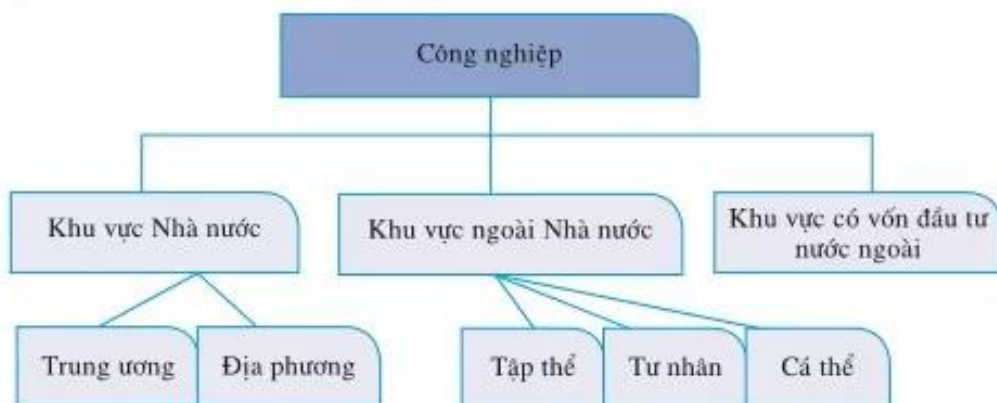 Công nghiệp
Khu vực Nhà nước
Khu vực ngoài Nhà nước
Khu vực có vốn đầu tư
nước ngoài
Trung ương
Địa phương
Tập thể
Tư nhân
Cá thể